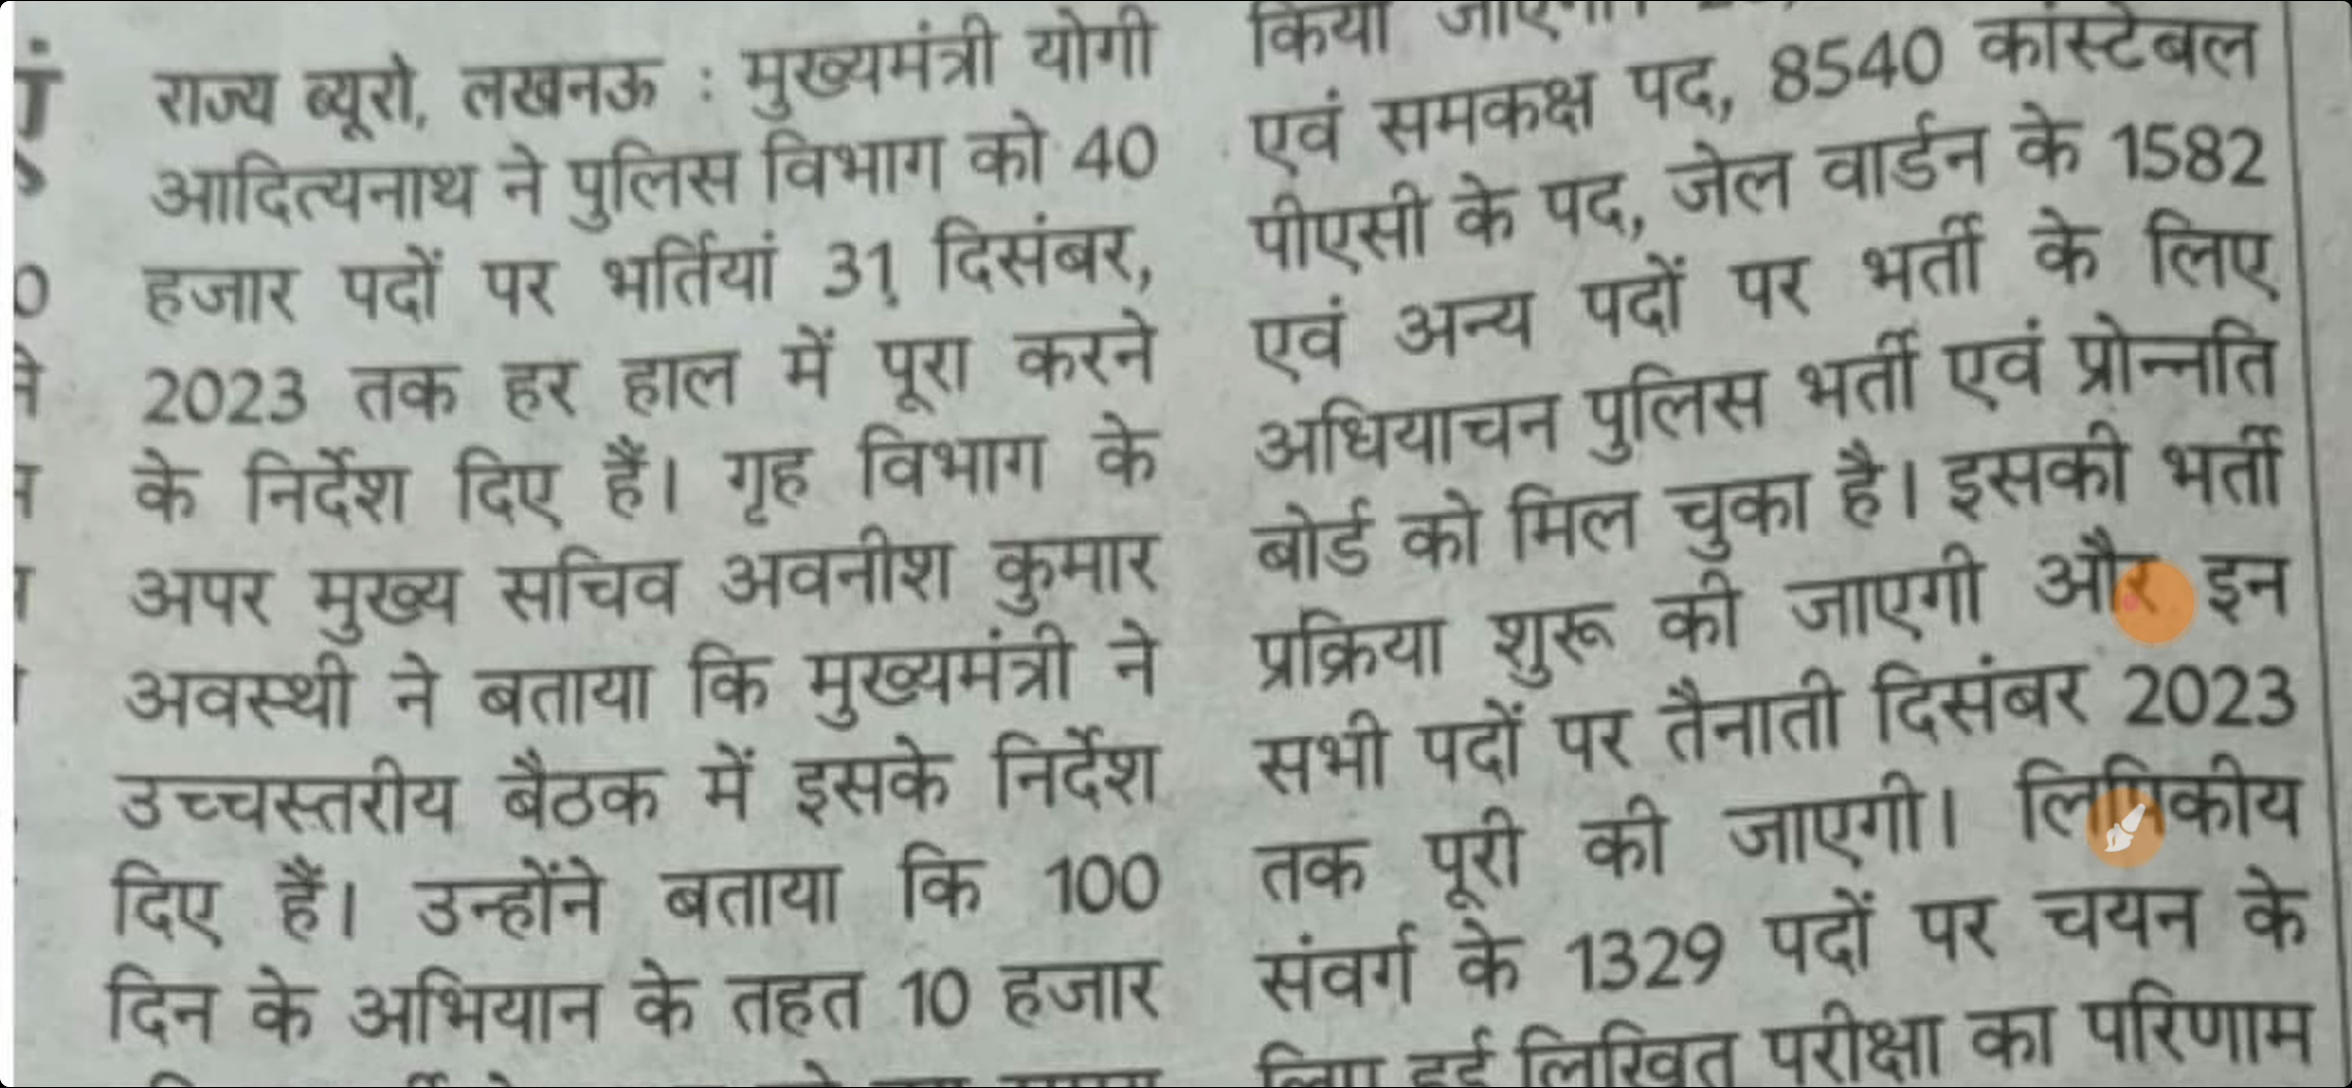 राज्य ब्यूरो, लखनऊ : मुख्यमंत्री योगी
आदित्यनाथ ने पुलिस विभाग को 40
हजार पदों पर भर्तियां 31 दिसंबर,
2023 तक हर हाल में पूरा करने
के निर्देश दिए हैं। गृह विभाग के
अपर मुख्य सचिव अवनीश कुमार
अवस्थी ने बताया कि मुख्यमंत्री ने
उच्चस्तरीय बैठक में इसके निर्देश
दिए हैं। उन्होंने बताया कि 100
दिन के अभियान के तहत 10 हजार
किया जाएगा।
एवं समकक्ष पद, 8540 कांस्टेबल
पीएसी के पद, जेल वार्डन के 1582
एवं अन्य पदों पर भर्ती के लिए
अधियाचन पुलिस भर्ती एवं प्रोन्नति
बोर्ड को मिल चुका है। इसकी भर्ती
प्रक्रिया शुरू की जाएगी और इन
सभी पदों पर तैनाती दिसंबर 2023
तक पूरी की जाएगी। लिपिकीय
संवर्ग के 1329 पदों पर चयन के
लिए हुई लिखित परीक्षा का परिणाम